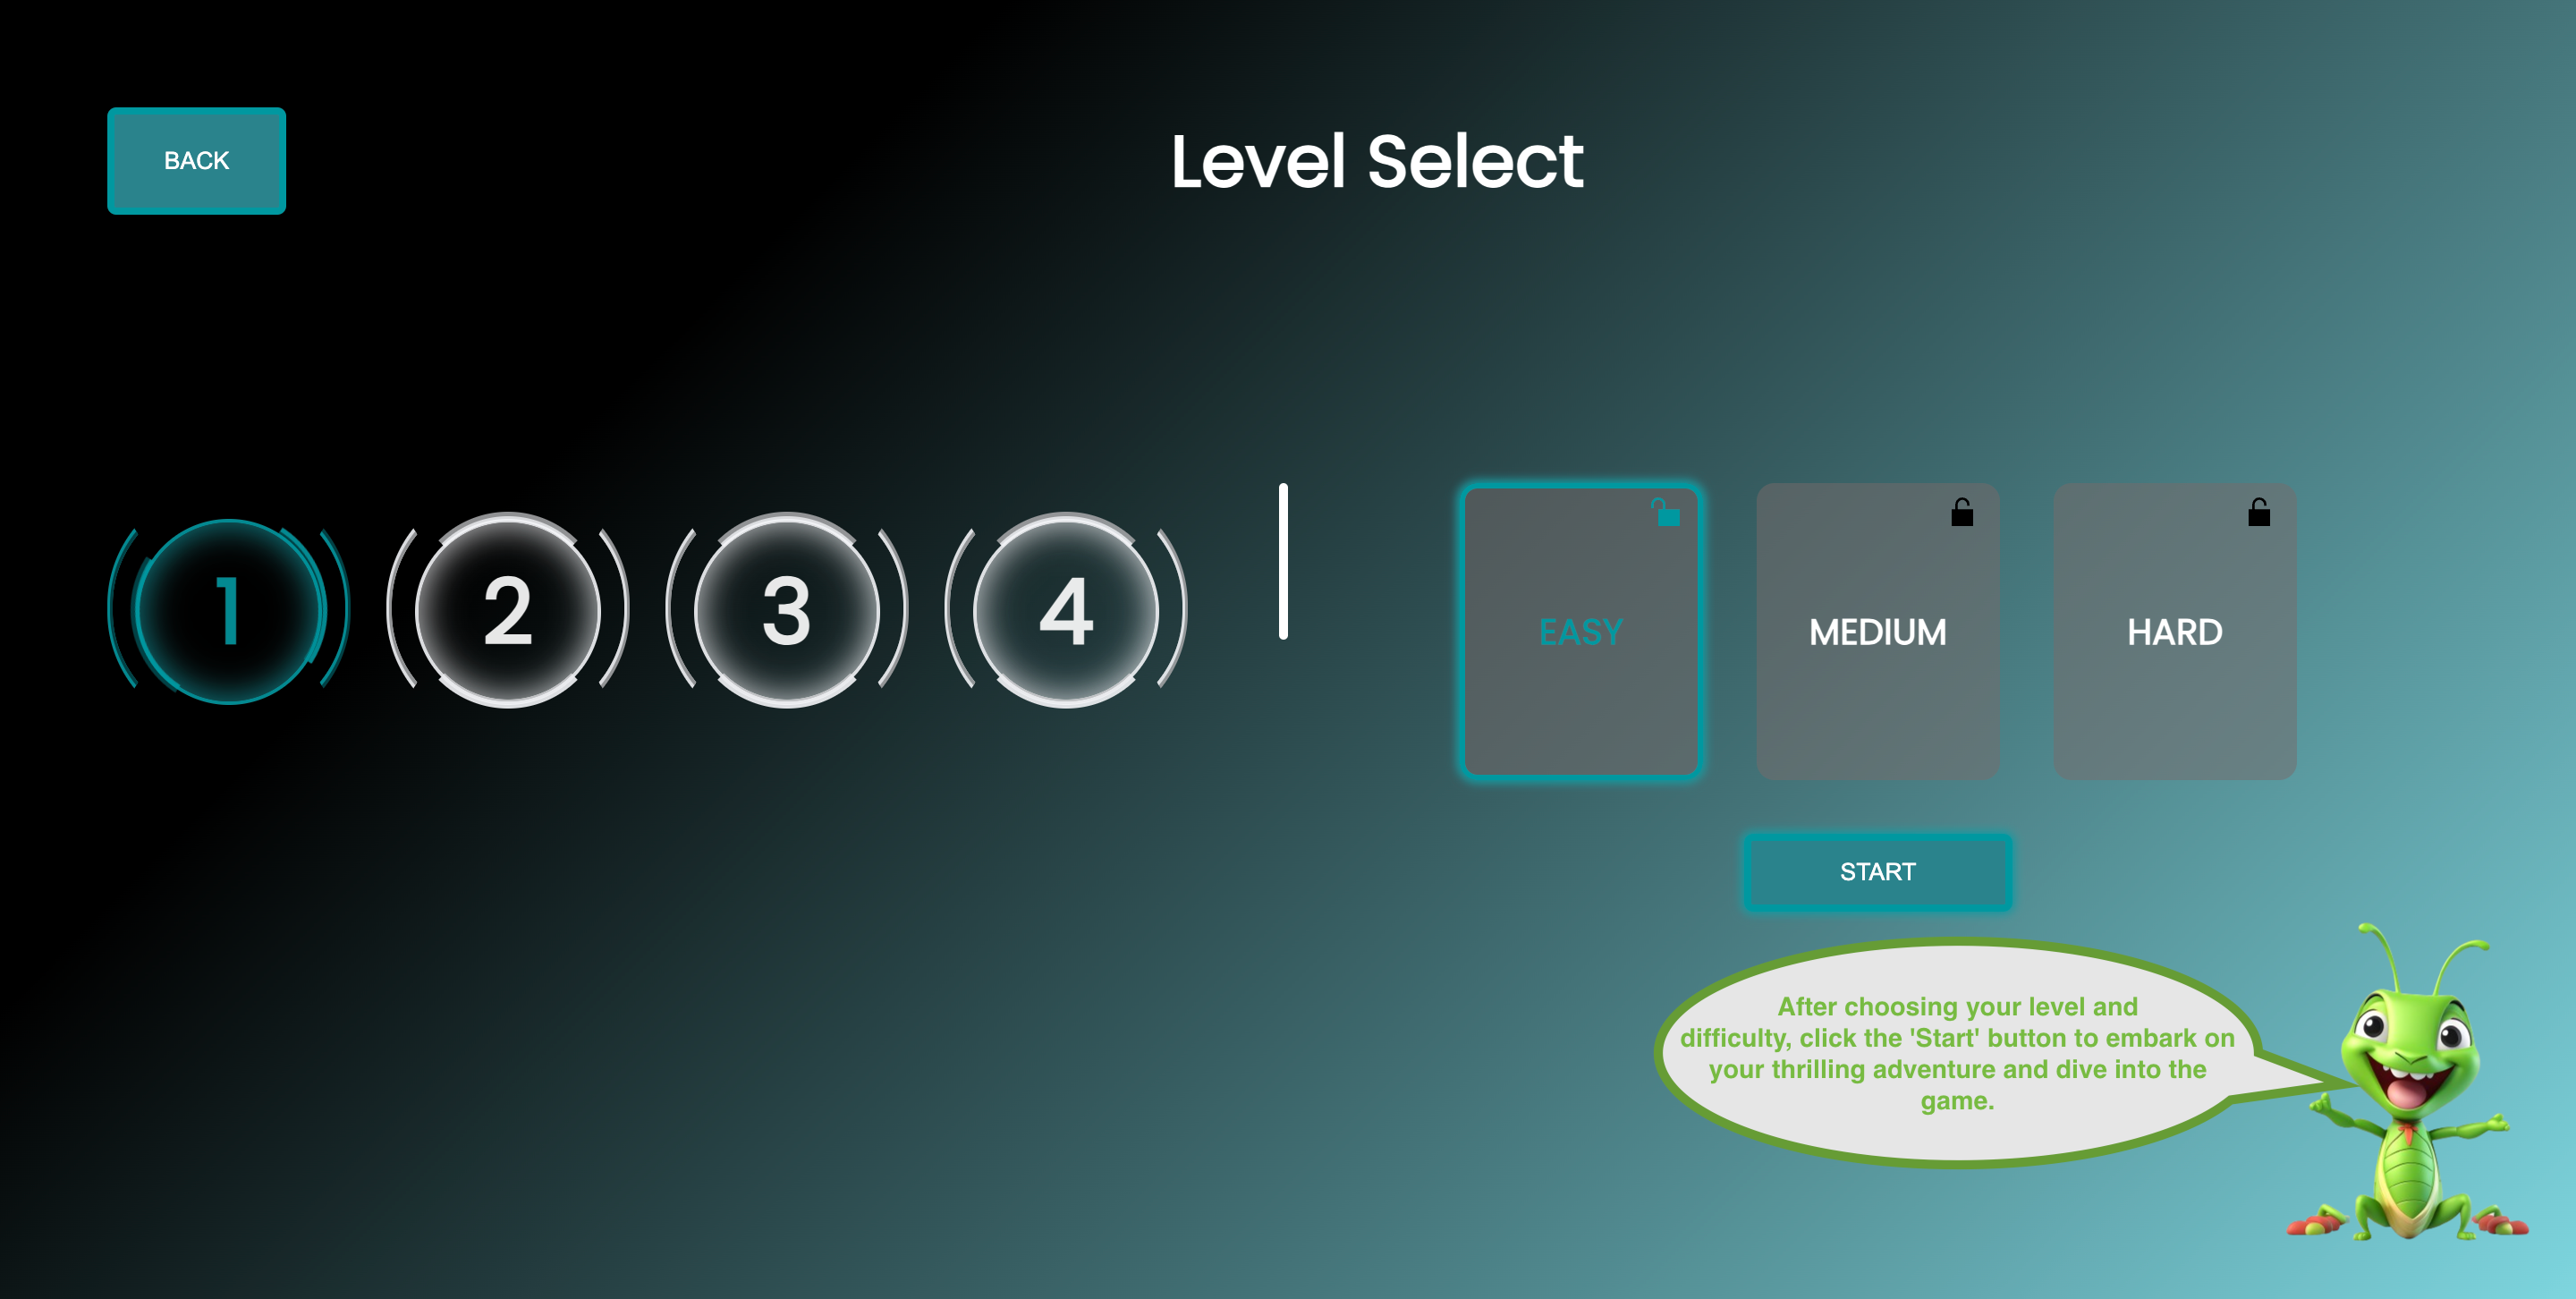 BACK
Level Select
1
2
3
4
EASY
MEDIUM
HARD
START
After choosing your level and
difficulty, click the 'Start' button to embark on
your thrilling adventure and dive into the
game.